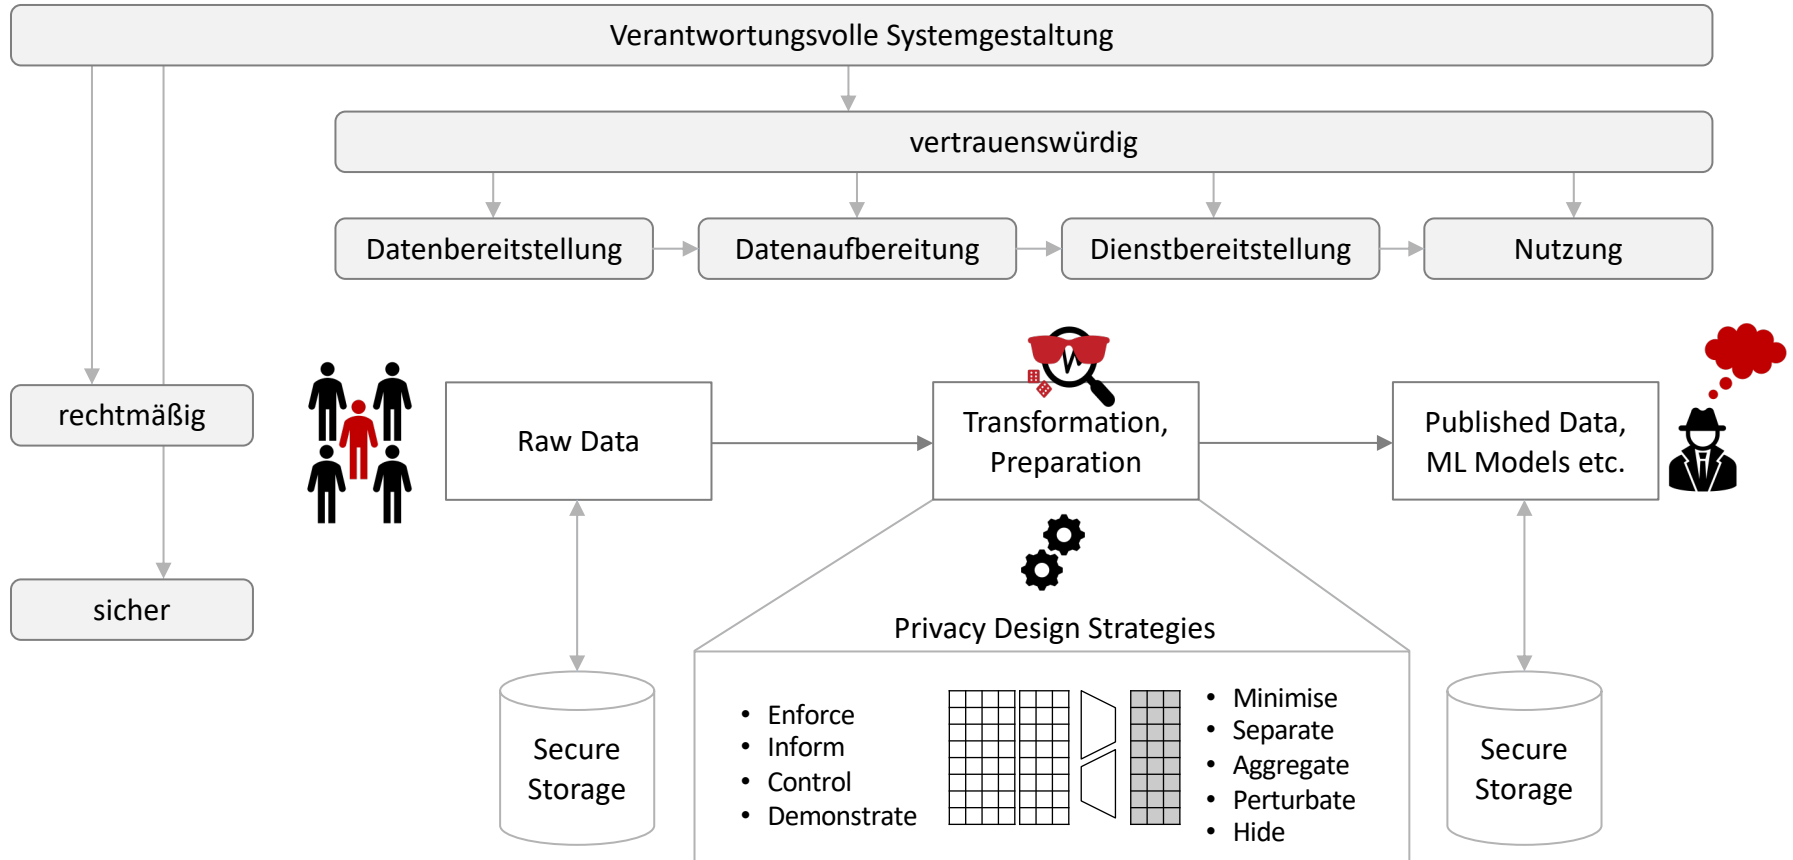 Verantwortungsvolle Systemgestaltung
vertrauenswürdig
Datenbereitstellung
Datenaufbereitung
Dienstbereitstellung
Nutzung
rechtmäßig
sicher
Raw Data
Transformation,
Preparation
Published Data,
ML Models etc.
Privacy Design Strategies
Secure
Storage
• Enforce
• Inform
• Control
• Demonstrate
• Minimise
• Separate
• Aggregate
• Perturbate
• Hide
Secure
Storage